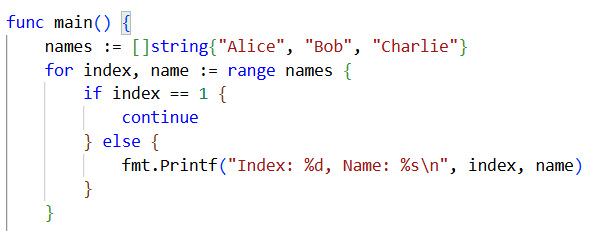 func main() {
    names := []string{"Alice", "Bob", "Charlie"}
    for index, name := range names {
        if index == 1 {
            continue
        } else {
            fmt.Printf("Index: %d, Name: %s\n", index, name)
        }
    }